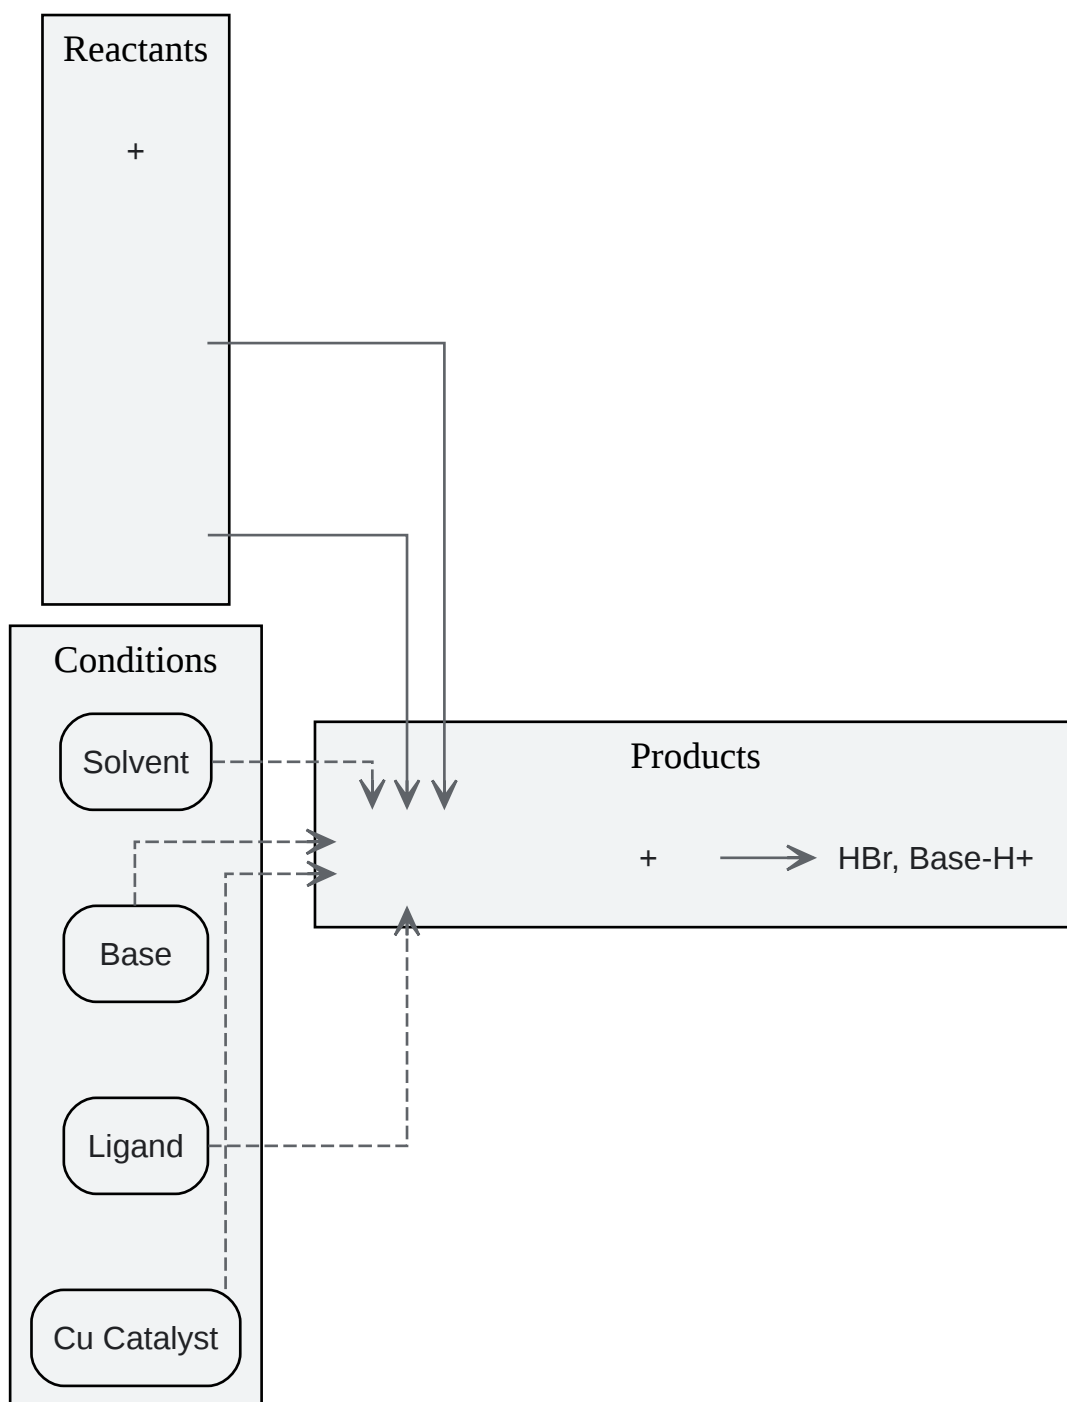 Reactants
+
Conditions
Solvent
Products
+
HBr, Base-H+
Base
Ligand
Cu Catalyst